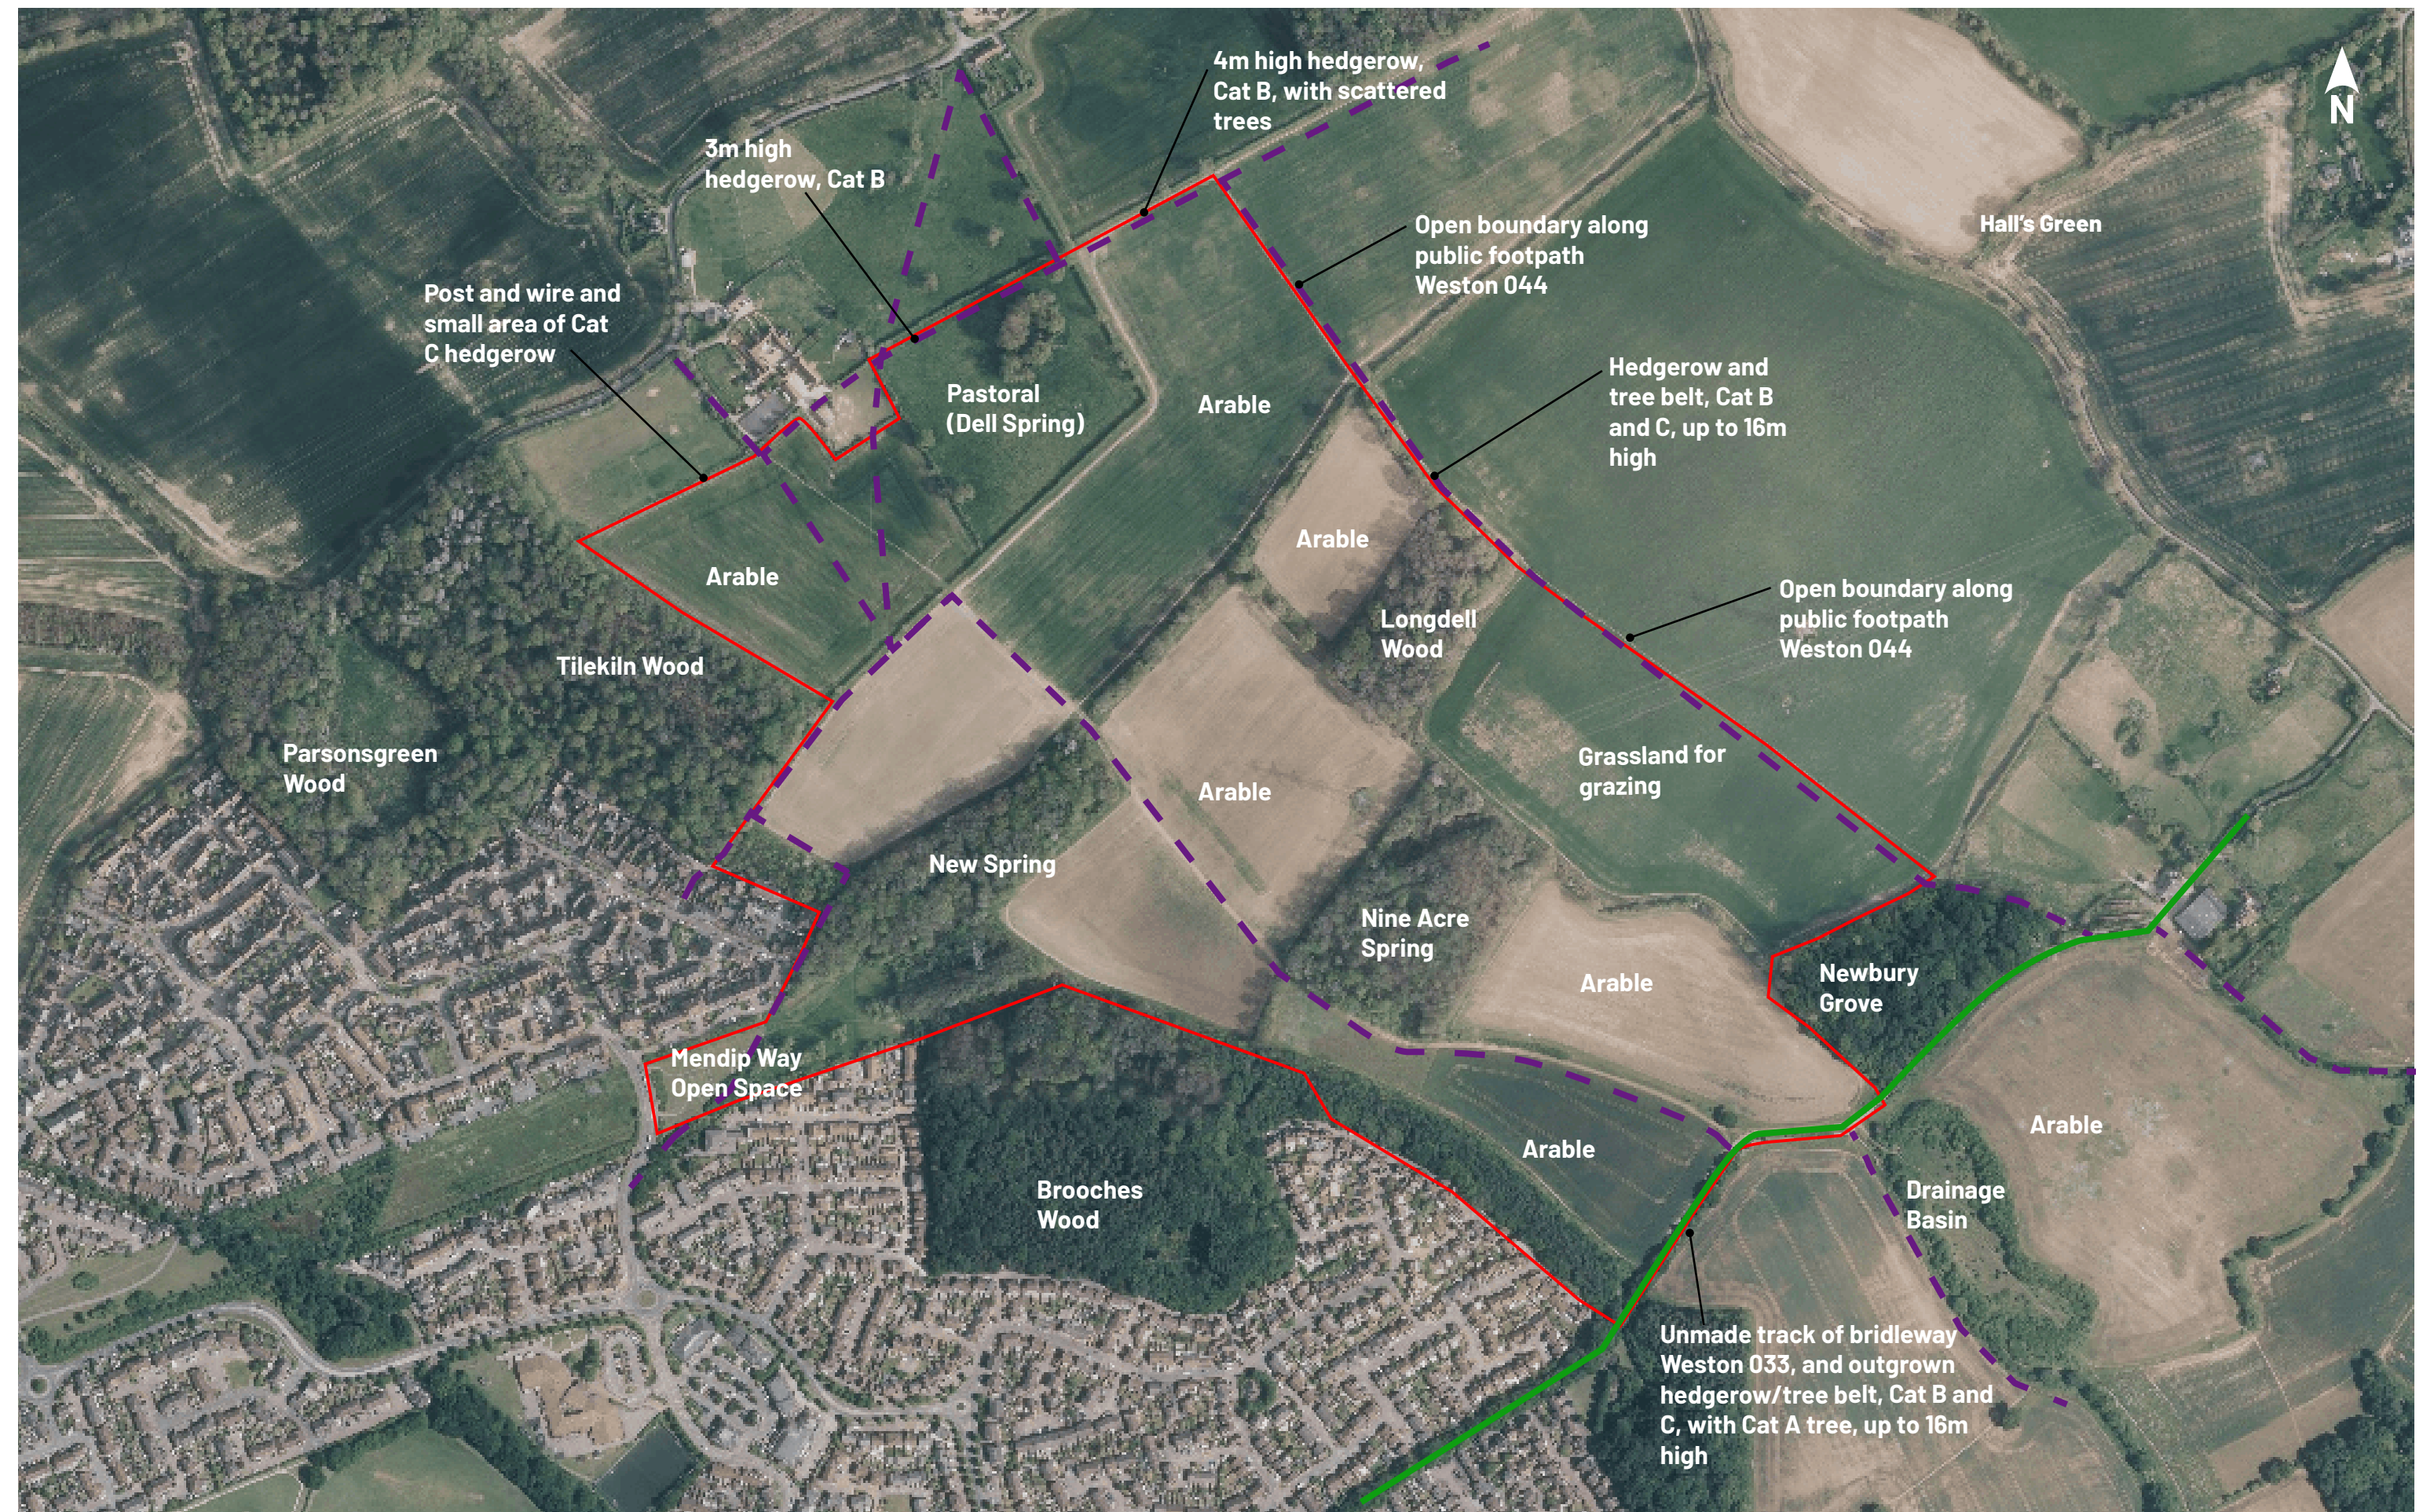 4m high hedgerow,
Cat B, with scattered
trees
N
3m high
hedgerow, Cat B
Open boundary along
public footpath
Weston 044
Hall's Green
Post and wire and
small area of Cat
C hedgerow
Hedgerow and
tree belt, Cat B
and C, up to 16m
high
Pastoral
(Dell Spring)
Arable
Arable
Arable
Open boundary along
public footpath
Weston 044
Longdell
Wood
Tilekiln Wood
Parsonsgreen
Wood
Grassland for
grazing
Arable
New Spring
Nine Acre
Spring
Arable
Newbury
Grove
Mendip Way
Open Space
Arable
Arable
Brooches
Wood
Drainage
Basin
Unmade track of bridleway
Weston 033, and outgrown
hedgerow/tree belt, Cat B and
C, with Cat A tree, up to 16m
high